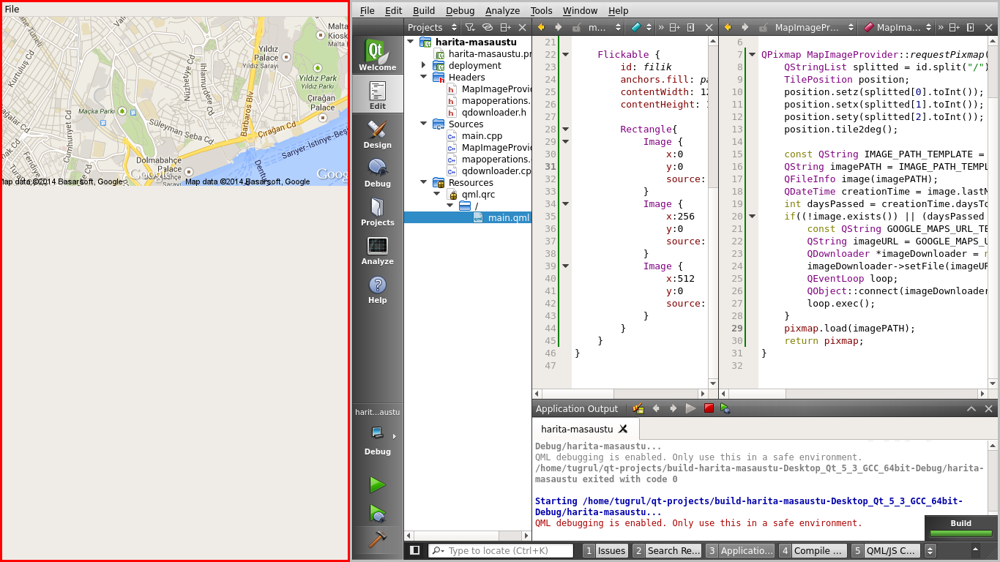 File
Malta
Kiosk
Yıldız
Palace
Yıldız Park
Çırağan
Palace
Kurtuluş Cd
Nüzhetiye Cd
Ihlamurdere Cd
Barbaros Blv
Maçka Parkı
Cumhuriyet Cd
Süleyman Seba Cd
Çırağan Cd
Sarıyer-İstinye-Beşi
Dolmabahçe
Palace
Google
Goog
Map data ©2014 Basarsoft, Google
Map data ©2014 Basarsoft, Google
File Edit Build Debug Analyze Tools Window Help
Projects
m...
MapImagePr...
MapIma...
Welcome
Edit
Design
Debug
Projects
Analyze
Help
harit...austu
Debug
harita-masaustu
harita-masaustu.pr
deployment
Headers
MapImageProvid
mapoperations.
qdownloader.h
Sources
main.cpp
MapImageProvid
mapoperations.
qdownloader.cp
Resources
qml.qrc
/
main.qml
21
22 Flickable {
23 id: filik
24 anchors.fill: pa
25 contentWidth: 12
26 contentHeight:
27
28 Rectangle{
29 Image {
30 x:0
31 y:0
32 source:
33 }
34 Image {
35 x:256
36 y:0
37 source:
38 }
39 Image {
40 x:512
41 y:0
42 source:
43 }
44 }
45 }
46 }
47
6
7 QPixmap MapImageProvider::requestPixmap(
8 QStringList splitted = id.split("/")
9 TilePosition position;
10 position.setz(splitted[0].toInt());
11 position.setx(splitted[1].toInt());
12 position.sety(splitted[2].toInt());
13 position.tile2deg();
14
15 const QString IMAGE_PATH_TEMPLATE =
16 QString imagePATH = IMAGE_PATH_TEMPL
17 QFileInfo image(imagePATH);
18 QDateTime creationTime = image.lastM
19 int daysPassed = creationTime.daysTo
20 if((!image.exists()) || (daysPassed
21 const QString GOOGLE_MAPS_URL_TE
22 QString imageURL = GOOGLE_MAPS_U
23 QDownloader *imageDownloader = n
24 imageDownloader->setFile(imageUR
25 QEventLoop loop;
26 QObject::connect(imageDownloader
27 loop.exec();
28 }
29 pixmap.load(imagePATH);
30 return pixmap;
31 }
32
Application Output
harita-masaustu
Debug/harita-masaustu...
QML debugging is enabled. Only use this in a safe environment.
/home/tugrul/qt-projects/build-harita-masaustu-Desktop_Qt_5_3_GCC_64bit-Debug/harita-
masaustu exited with code 0
Starting /home/tugrul/qt-projects/build-harita-masaustu-Desktop_Qt_5_3_GCC_64bit-
Debug/harita-masaustu...
QML debugging is enabled. Only use this in a safe environment.
Build
Type to locate (Ctrl+K)
1 Issues
2 Search Re...
3 Applicatio...
4 Compile ...
5 QML/JS C...